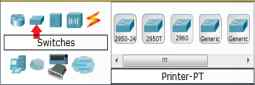 Switches
2950-24 2950T 2960 Generic Generic
Printer-PT